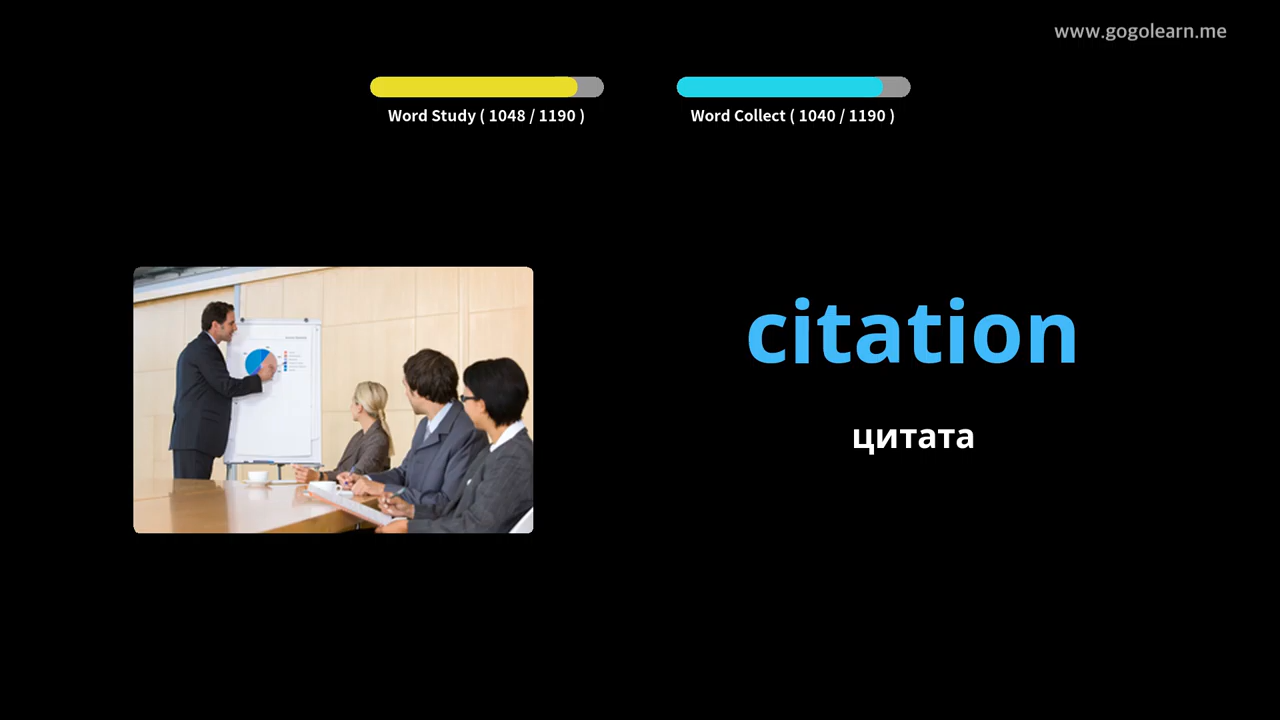 www.gogolearn.me
Word Study ( 1048 / 1190 )
Word Collect ( 1040 / 1190 )
citation
цитата